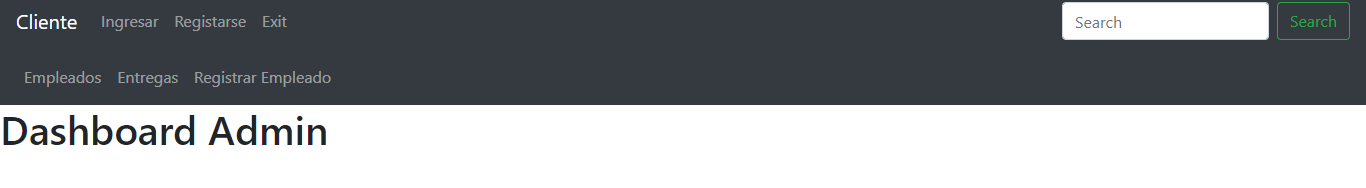 Cliente Ingresar Registarse Exit Search Search
Empleados Entregas Registrar Empleado
Dashboard Admin